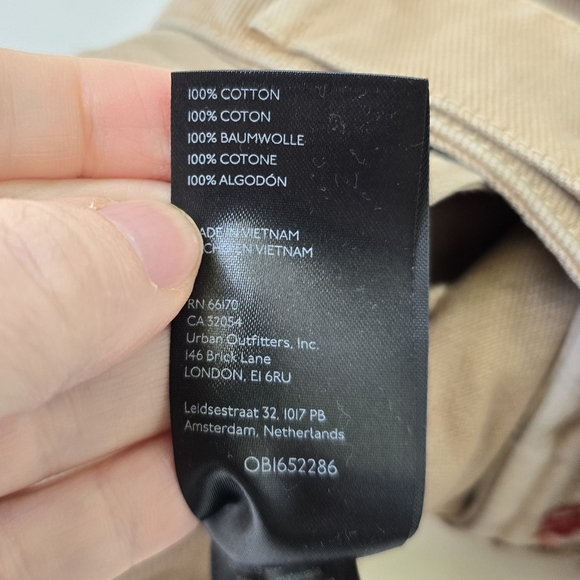 100% COTTON
100% COTON
100% BAUMWOLLE
100% COTONE
100% ALGODÓN
IN VIETNAM
VIETNAM
RN 66170
CA 32054
Urban Outfitters, Inc.
146 Brick Lane
LONDON, E1 6RU
Leidsestraat 32, 1017 PB
Amsterdam, Netherlands
OB1652286